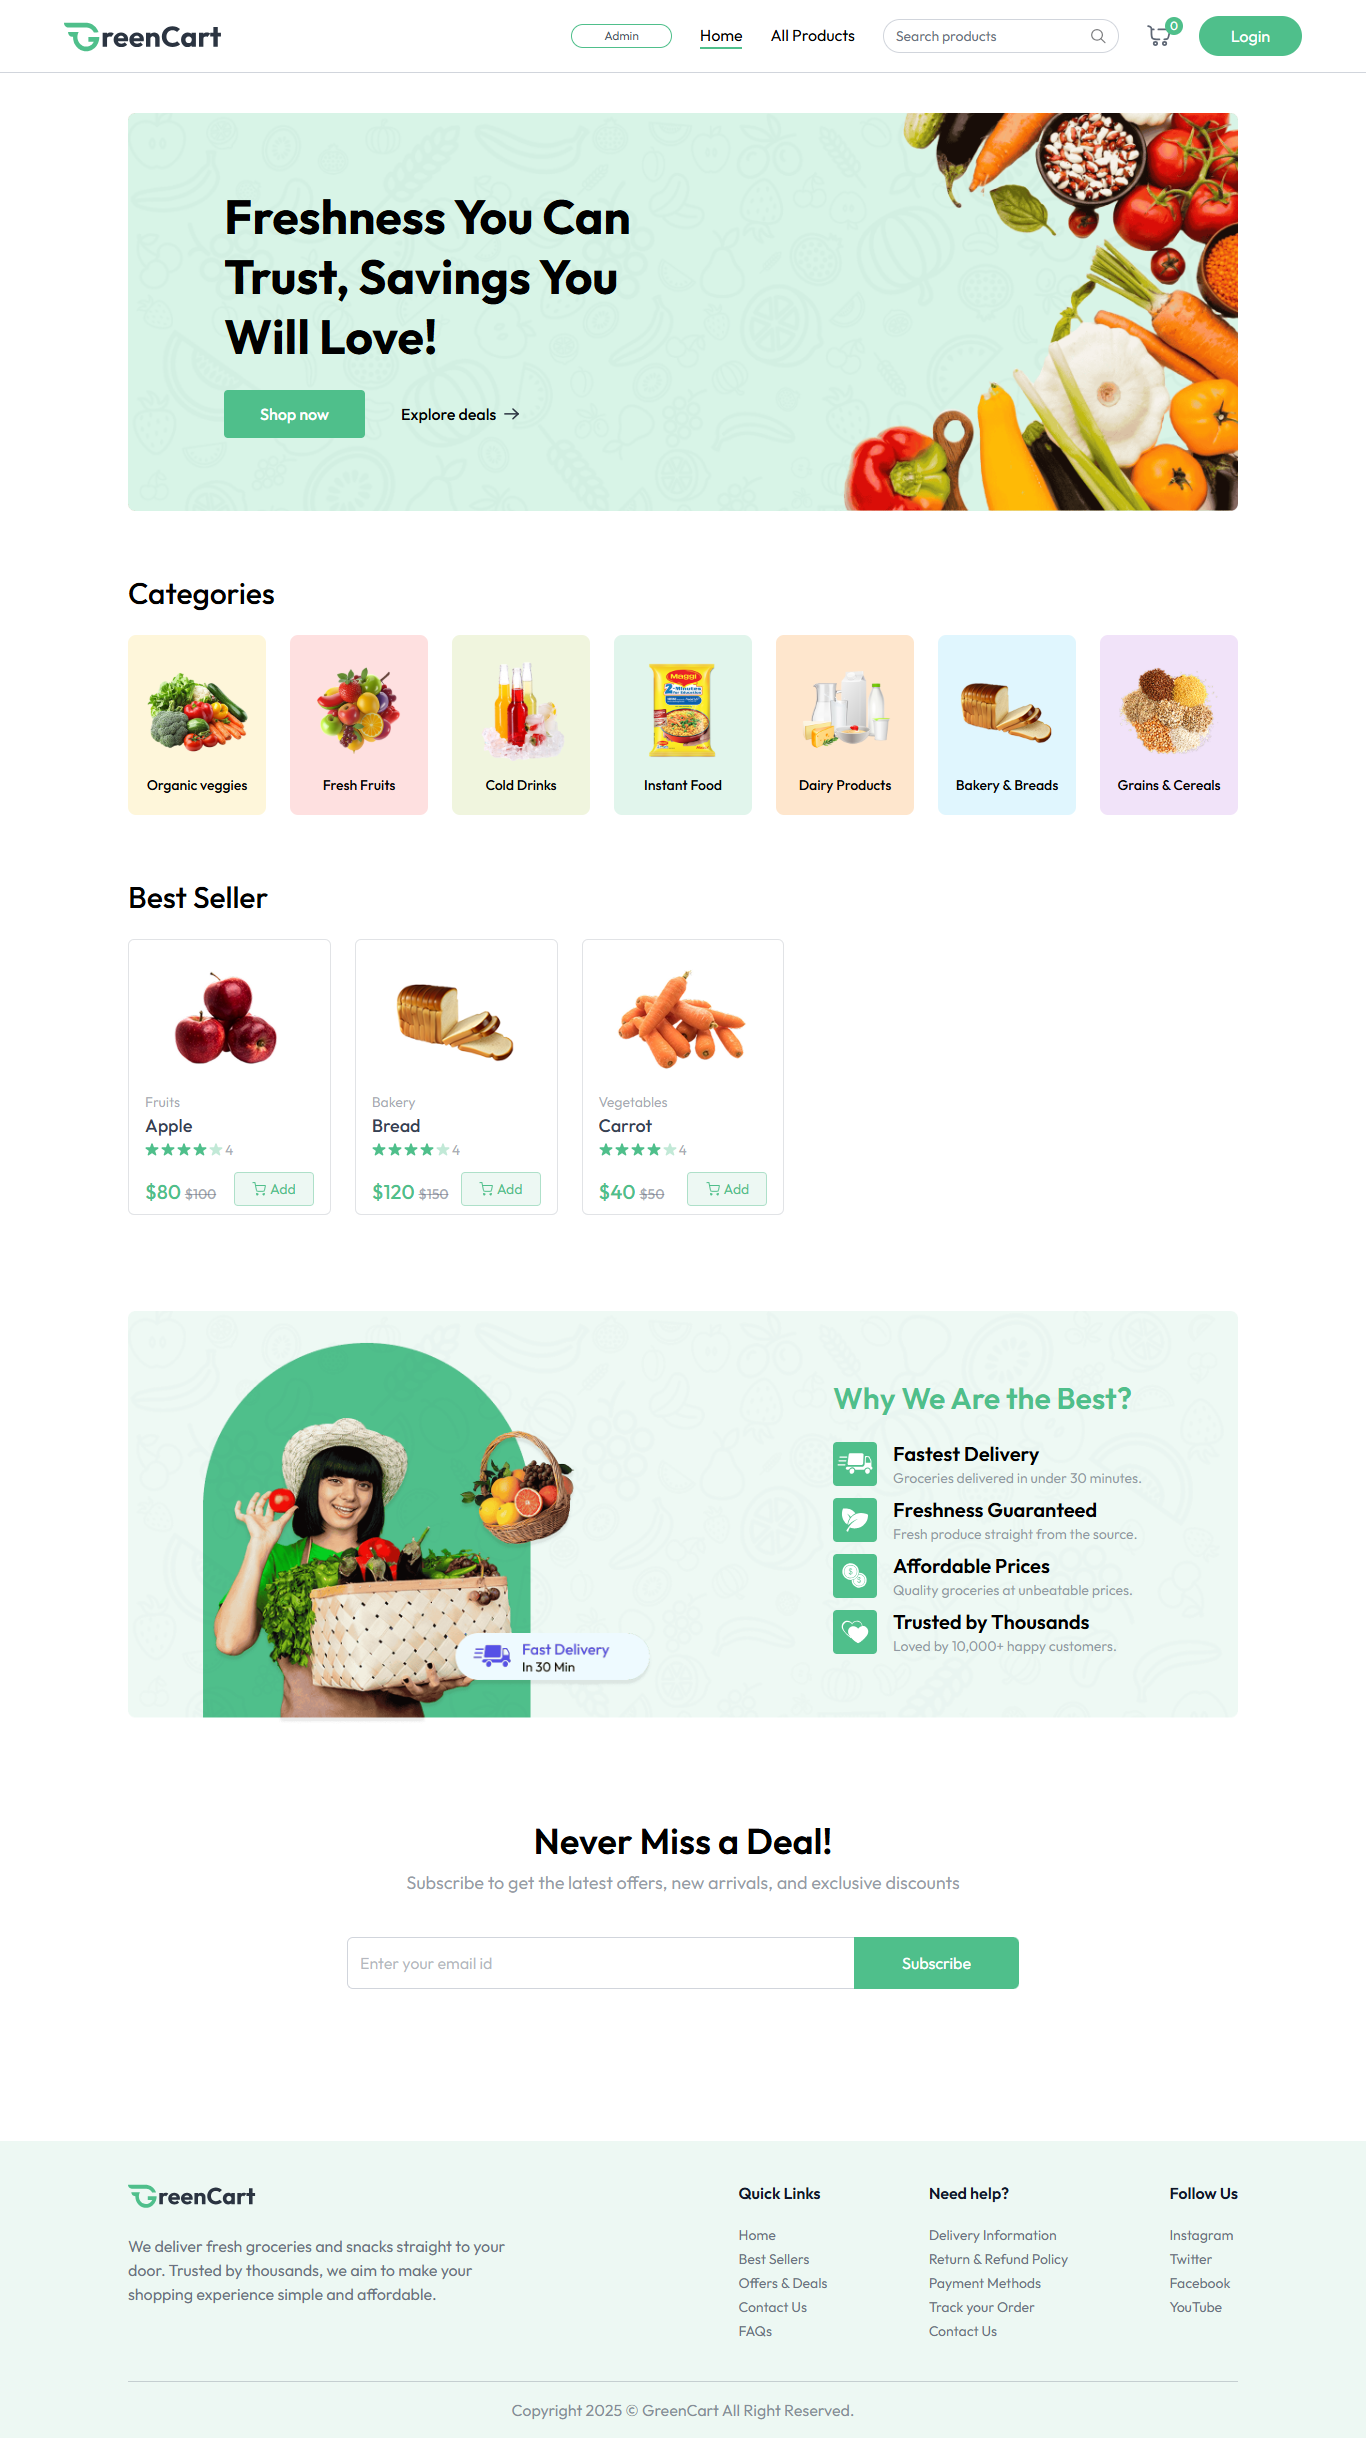 GreenCart
Admin
Home
All Products
Search products
0
Login
Freshness You Can
Trust, Savings You
Will Love!
Shop now
Explore deals
Categories
Maggi
2-Minutes
Organic veggies
Fresh Fruits
Cold Drinks
Instant Food
Dairy Products
Bakery & Breads
Grains & Cereals
Best Seller
Fruits
Apple
4
$80 $100
Add
Bakery
Bread
4
$120 $150
Add
Vegetables
Carrot
4
$40 $50
Add
Fast Delivery
In 30 Min
Why We Are the Best?
Fastest Delivery
Groceries delivered in under 30 minutes.
Freshness Guaranteed
Fresh produce straight from the source.
Affordable Prices
Quality groceries at unbeatable prices.
Trusted by Thousands
Loved by 10,000+ happy customers.
Never Miss a Deal!
Subscribe to get the latest offers, new arrivals, and exclusive discounts
Enter your email id
Subscribe
GreenCart
We deliver fresh groceries and snacks straight to your
door. Trusted by thousands, we aim to make your
shopping experience simple and affordable.
Quick Links
Home
Best Sellers
Offers & Deals
Contact Us
FAQs
Need help?
Delivery Information
Return & Refund Policy
Payment Methods
Track your Order
Contact Us
Follow Us
Instagram
Twitter
Facebook
YouTube
Copyright 2025 © GreenCart All Right Reserved.